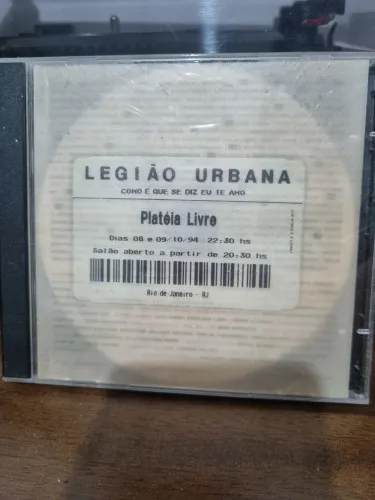 LEGIÃO URBANA
COMO É QUE SE DIZ EU TE AMO
Platéia Livre
Dias 08 e 09/10/94 22:30 hs
Salão aberto a partir de 20:30 hs
Rio de Janeiro - RJ